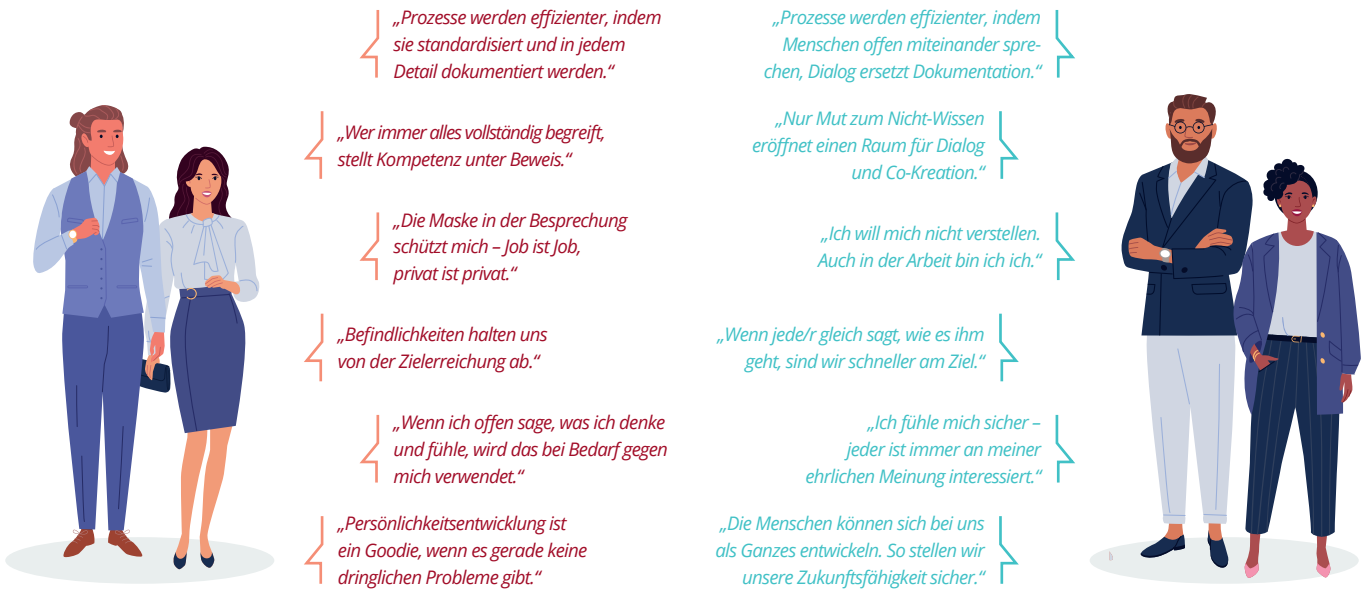 „Prozesse werden effizienter, indem
sie standardisiert und in jedem
Detail dokumentiert werden.“
„Wer immer alles vollständig begreift,
stellt Kompetenz unter Beweis.“
„Die Maske in der Besprechung
schützt mich – Job ist Job,
privat ist privat.“
„Befindlichkeiten halten uns
von der Zielerreichung ab.“
„Wenn ich offen sage, was ich denke
und fühle, wird das bei Bedarf gegen
mich verwendet.“
„Persönlichkeitsentwicklung ist
ein Goodie, wenn es gerade keine
dringlichen Probleme gibt.“
„Prozesse werden effizienter, indem
Menschen offen miteinander spre-
chen, Dialog ersetzt Dokumentation.“
„Nur Mut zum Nicht-Wissen
eröffnet einen Raum für Dialog
und Co-Kreation.“
„Ich will mich nicht verstellen.
Auch in der Arbeit bin ich ich.“
„Wenn jede/r gleich sagt, wie es ihm
geht, sind wir schneller am Ziel.“
„Ich fühle mich sicher –
jeder ist immer an meiner
ehrlichen Meinung interessiert.“
„Die Menschen können sich bei uns
als Ganzes entwickeln. So stellen wir
unsere Zukunftsfähigkeit sicher.“